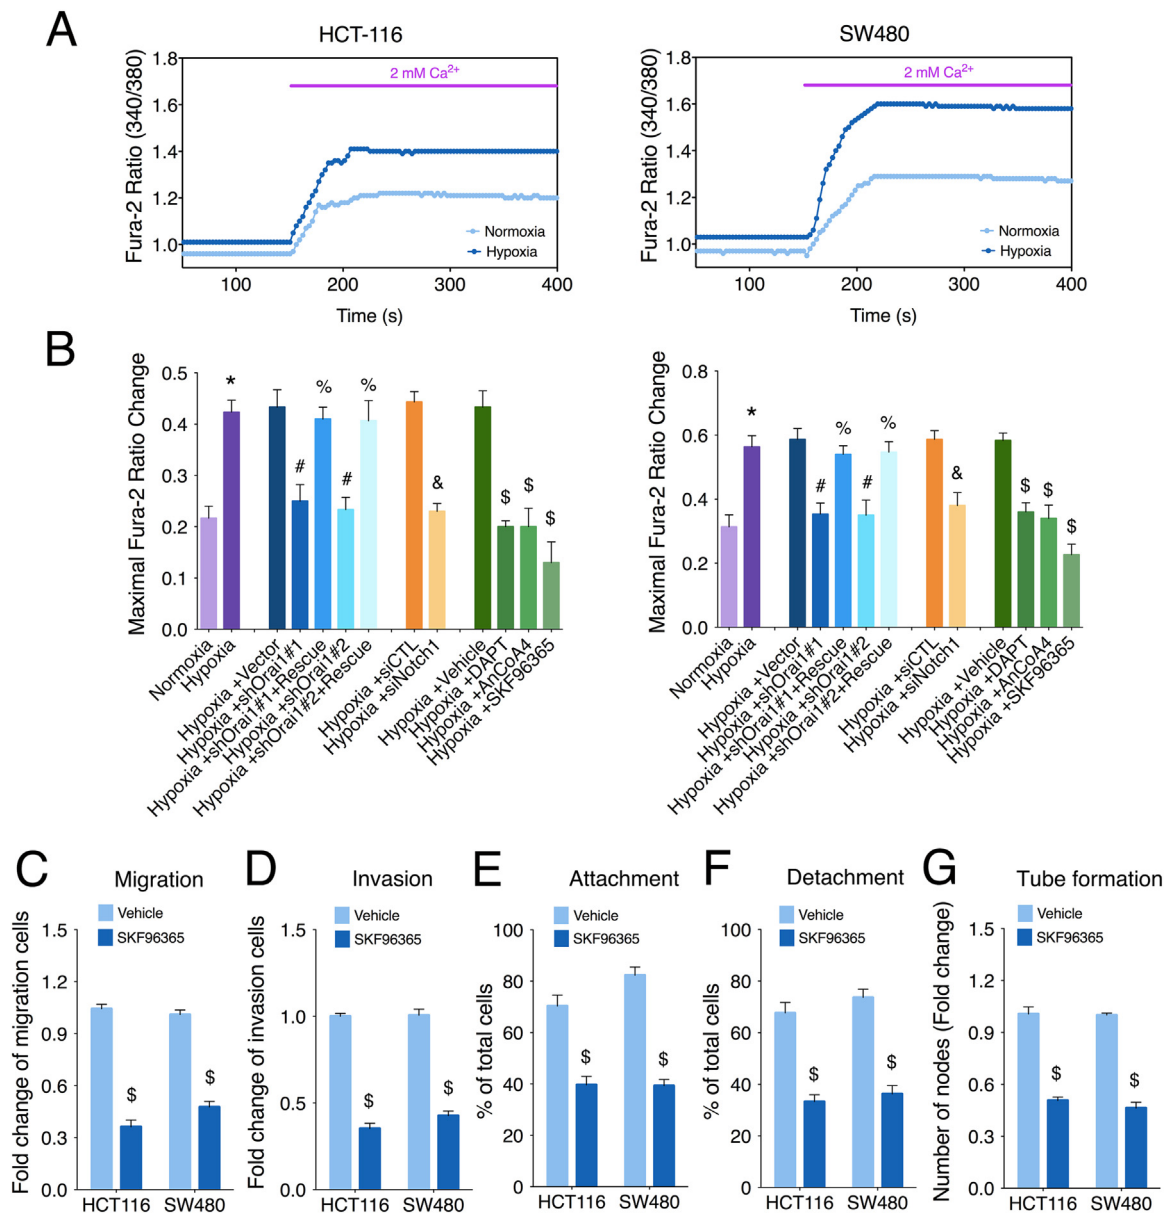 A
HCT-116
Fura-2 Ratio (340/380)
1.8
1.6
1.4
1.2
1.0
2 mM Ca2+
Normoxia
Hypoxia
100
200
300
400
Time (s)
SW480
Fura-2 Ratio (340/380)
1.8
1.6
1.4
1.2
1.0
2 mM Ca2+
Normoxia
Hypoxia
100
200
300
400
Time (s)
B
Maximal Fura-2 Ratio Change
0.5
0.4
0.3
0.2
0.1
0.0
*
#
%
#
%
&
$
$
$
Normoxia
Hypoxia
Hypoxia +Vector
Hypoxia +shOrai1#1
Hypoxia +shOrai1#1+Rescue
Hypoxia +shOrai1#2
Hypoxia +shOrai1#2+Rescue
Hypoxia +siCTL
Hypoxia +siNotch1
Hypoxia +Vehicle
Hypoxia +DAPT
Hypoxia +AnCoA4
Hypoxia +SKF96365
Maximal Fura-2 Ratio Change
0.8
0.6
0.4
0.2
0.0
*
#
%
#
%
&
$
$
$
Normoxia
Hypoxia
Hypoxia +Vector
Hypoxia +shOrai1#1
Hypoxia +shOrai1#1+Rescue
Hypoxia +shOrai1#2
Hypoxia +shOrai1#2+Rescue
Hypoxia +siCTL
Hypoxia +siNotch1
Hypoxia +Vehicle
Hypoxia +DAPT
Hypoxia +AnCoA4
Hypoxia +SKF96365
C
Migration
Vehicle
SKF96365
Fold change of migration cells
1.5
1.2
0.9
0.6
0.3
0.0
$
$
HCT116
SW480
D
Invasion
Vehicle
SKF96365
Fold change of invasion cells
1.5
1.0
0.5
0.0
$
$
HCT116
SW480
E
Attachment
Vehicle
SKF96365
% of total cells
100
80
60
40
20
0
$
$
HCT116
SW480
F
Detachment
Vehicle
SKF96365
% of total cells
100
80
60
40
20
0
$
$
HCT116
SW480
G
Tube formation
Vehicle
SKF96365
Number of nodes (Fold change)
1.5
1.2
0.9
0.6
0.3
0.0
$
$
HCT116
SW480